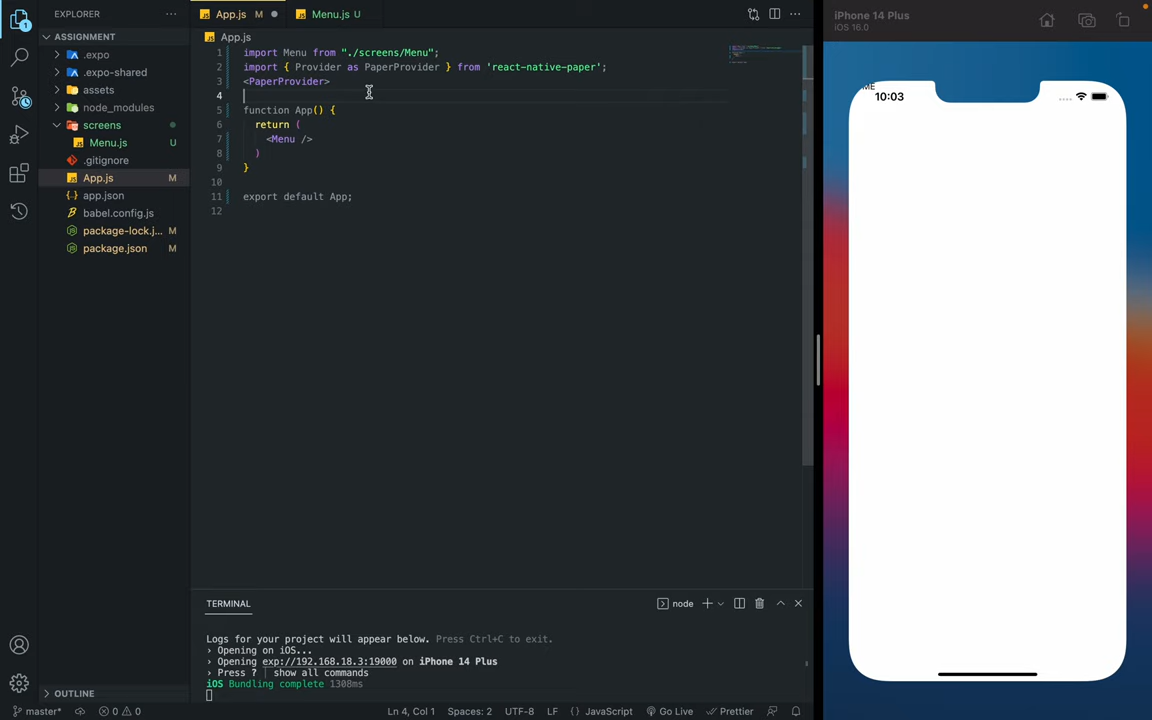 EXPLORER
ASSIGNMENT
.expo
.expo-shared
assets
node_modules
screens
Menu.js U
.gitignore
App.js M
app.json
babel.config.js
package-lock.j... M
package.json M
OUTLINE
App.js M
Menu.js U
App.js
1 import Menu from "./screens/Menu";
2 import { Provider as PaperProvider } from 'react-native-paper';
3 <PaperProvider>
4
5 function App() {
6 return (
7 <Menu />
8 )
9 }
10
11 export default App;
12
TERMINAL
node
Logs for your project will appear below. Press Ctrl+C to exit.
› Opening on iOS...
› Opening exp://192.168.18.3:19000 on iPhone 14 Plus
› Press ? | show all commands
iOS Bundling complete 1308ms
master* 0 0 Ln 4, Col 1 Spaces: 2 UTF-8 LF {} JavaScript Go Live Prettier
iPhone 14 Plus
iOS 16.0
10:03